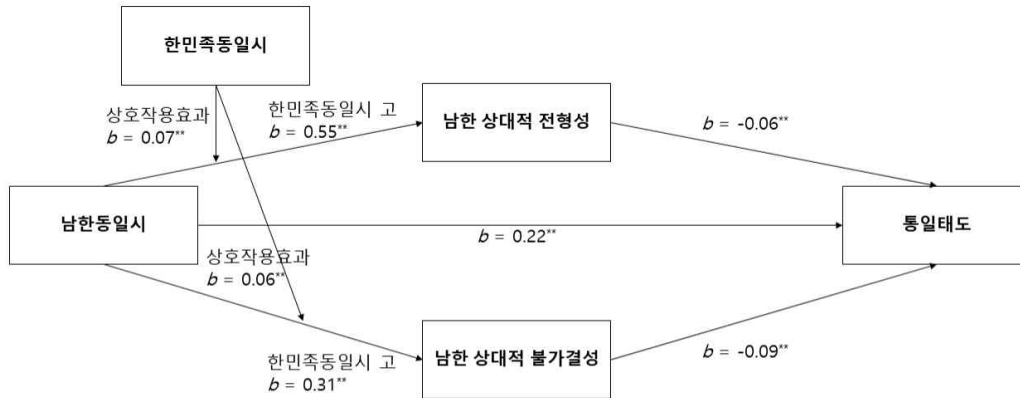 한민족동일시
상호작용효과
b = 0.07**
한민족동일시 고
b = 0.55**
남한 상대적 전형성
b = -0.06**
남한동일시
b = 0.22**
통일태도
상호작용효과
b = 0.06**
한민족동일시 고
b = 0.31**
남한 상대적 불가결성
b = -0.09**